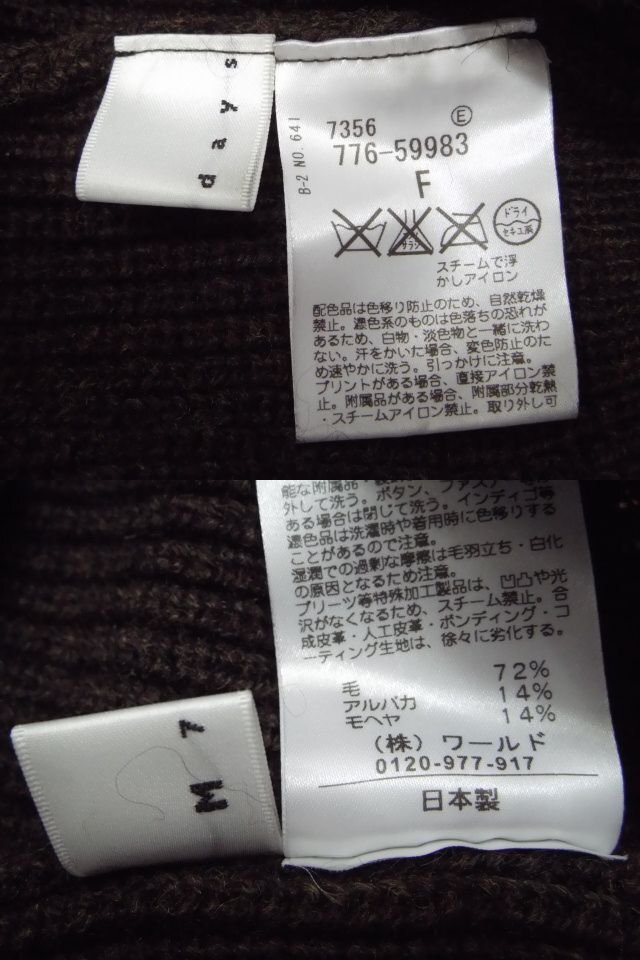 days
B-2 NO.641
E
7356
776-59983
F
サラシ
ドライ
セキユ系
スチームで浮
かしアイロン
配色品は色移り防止のため、自然乾燥
禁止。濃色系のものは色落ちの恐れが
あるため、白物・淡色物と一緒に洗わ
ない。汗をかいた場合、変色防止のた
め速やかに洗う。引っかけに注意。
プリントがある場合、直接アイロン禁
止。附属品がある場合、附属部分乾熱
・スチームアイロン禁止。取り外し可
能な附属品
外して洗う。ボタン、ファスナー等
ある場合は閉じて洗う。インディゴ等
濃色品は洗濯時や着用時に色移りする
ことがあるので注意。
湿潤での過剰な摩擦は毛羽立ち・白化
の原因となるため注意。
プリーツ等特殊加工製品は、凹凸や光
沢がなくなるため、スチーム禁止。合
成皮革・人工皮革・ボンディング・コ
ーティング生地は、徐々に劣化する。
毛 72%
アルパカ 14%
モヘヤ 14%
(株) ワールド
0120-977-917
日本製
M 7